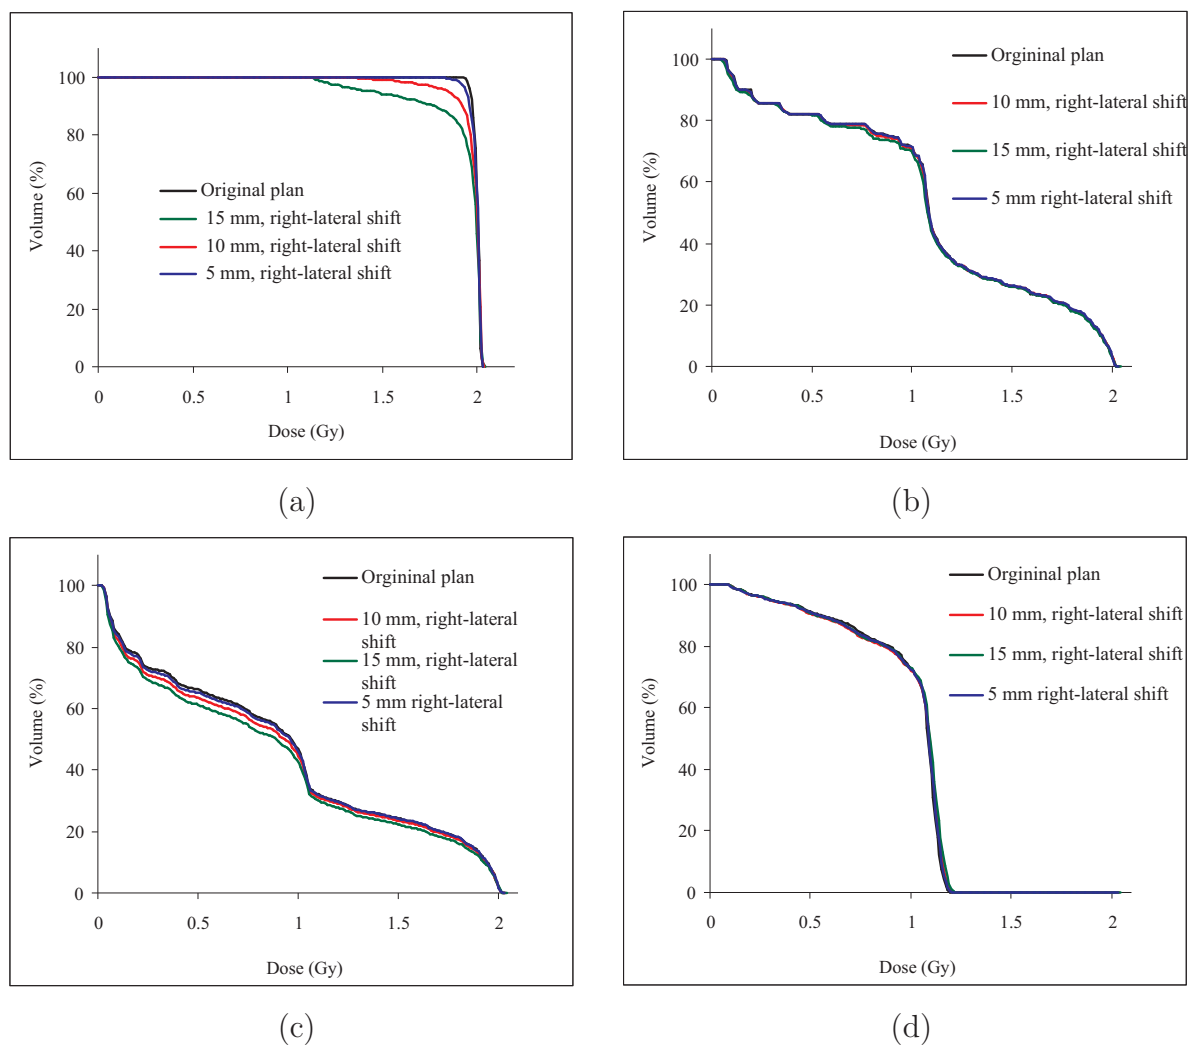 100
80
60
40
20
0
Volume (%)
Original plan
15 mm, right-lateral shift
10 mm, right-lateral shift
5 mm, right-lateral shift
0 0.5 1 1.5 2
Dose (Gy)
(a)
100
80
60
40
20
0
Volume (%)
Orgininal plan
10 mm, right-lateral shift
15 mm, right-lateral shift
5 mm right-lateral shift
0 0.5 1 1.5 2
Dose (Gy)
(b)
100
80
60
40
20
0
Volume (%)
Orgininal plan
10 mm, right-lateral
shift
15 mm, right-lateral
shift
5 mm right-lateral
shift
0 0.5 1 1.5 2
Dose (Gy)
(c)
100
80
60
40
20
0
Volume (%)
Orgininal plan
10 mm, right-lateral shift
15 mm, right-lateral shift
5 mm right-lateral shift
0 0.5 1 1.5 2
Dose (Gy)
(d)